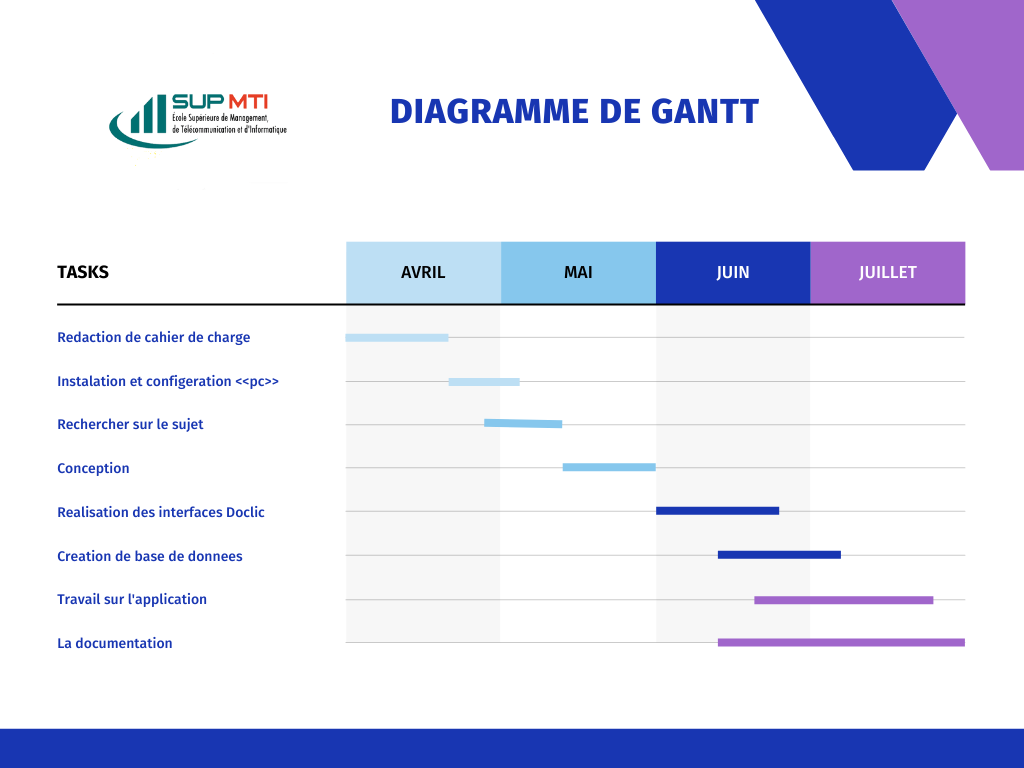 SUP MTI
Ecole Supérieure de Management,
de Télécommunication et d'Informatique
DIAGRAMME DE GANTT
TASKS
AVRIL
MAI
JUIN
JUILLET
Redaction de cahier de charge
Instalation et configeration <<pc>>
Rechercher sur le sujet
Conception
Realisation des interfaces Doclic
Creation de base de donnees
Travail sur l'application
La documentation